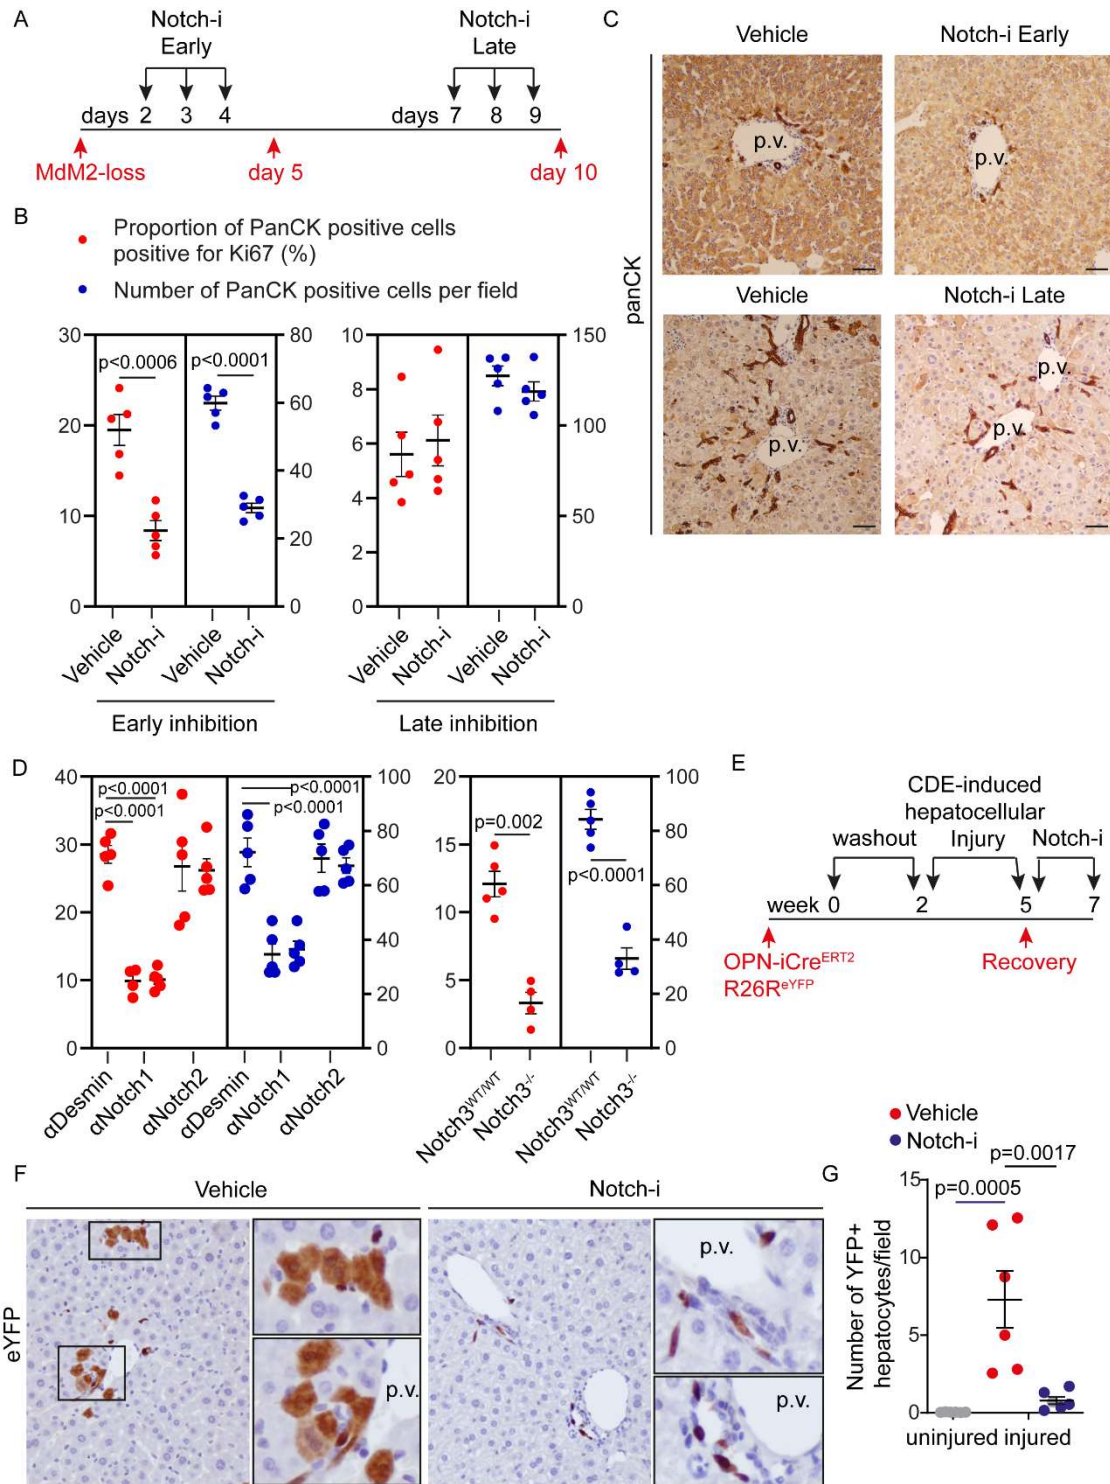 A
Notch-i
Early
Notch-i
Late
days 2 3 4
days 7 8 9
MdM2-loss
day 5
day 10
B
Proportion of PanCK positive cells
positive for Ki67 (%)
Number of PanCK positive cells per field
30
20
10
0
p<0.0006
p<0.0001
80
60
40
20
0
Vehicle
Notch-i
Vehicle
Notch-i
Early inhibition
10
8
6
4
2
0
150
100
50
0
Vehicle
Notch-i
Vehicle
Notch-i
Late inhibition
C
Vehicle
Notch-i Early
panCK
p.v.
p.v.
Vehicle
Notch-i Late
p.v.
p.v.
p.v.
D
40
30
20
10
0
p<0.0001
p<0.0001
p<0.0001
p<0.0001
100
80
60
40
20
0
αDesmin
αNotch1
αNotch2
αDesmin
αNotch1
αNotch2
20
15
10
5
0
p=0.002
p<0.0001
100
80
60
40
20
0
Notch3WT/WT
Notch3-/-
Notch3WT/WT
Notch3-/-
E
CDE-induced
hepatocellular
washout Injury Notch-i
week 0 2 5 7
OPN-iCreERT2
R26ReYFP
Recovery
F
Vehicle
Notch-i
eYFP
p.v.
p.v.
p.v.
G
Vehicle
Notch-i
p=0.0017
p=0.0005
Number of YFP+
hepatocytes/field
15
10
5
0
uninjured injured